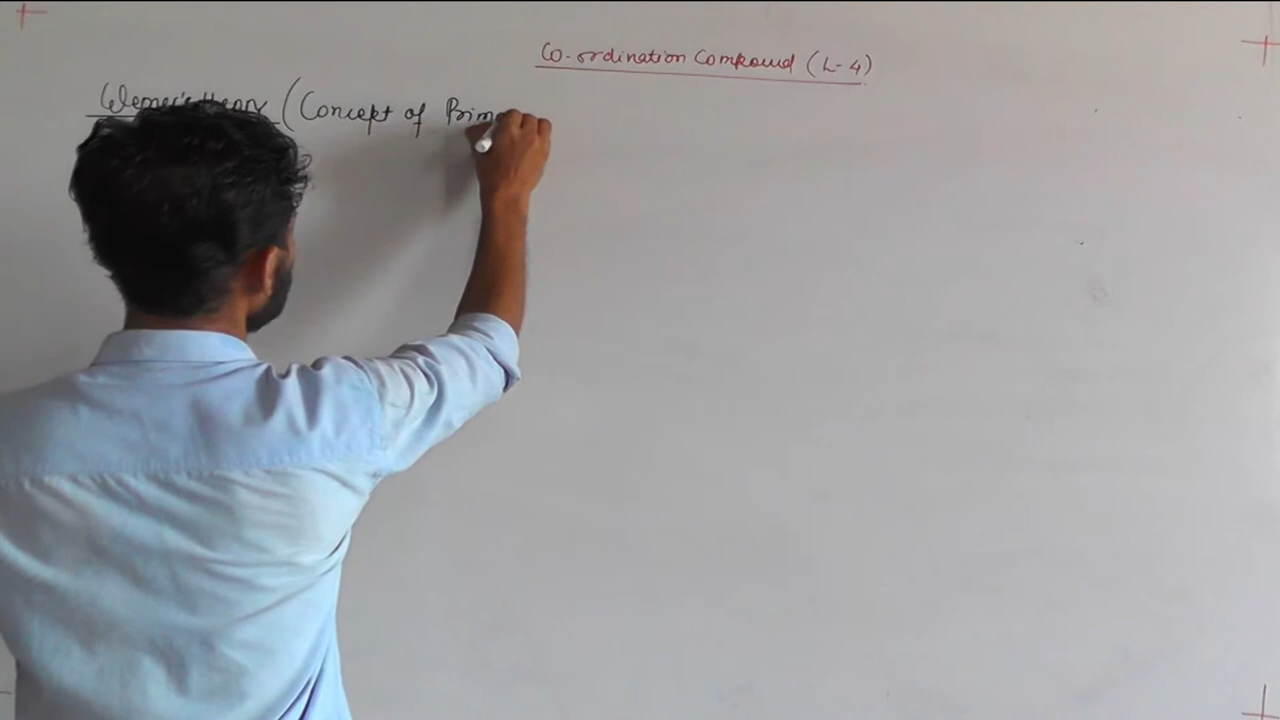 Co-ordination Compound (L-4)
Werner's theory (Concept of Prim